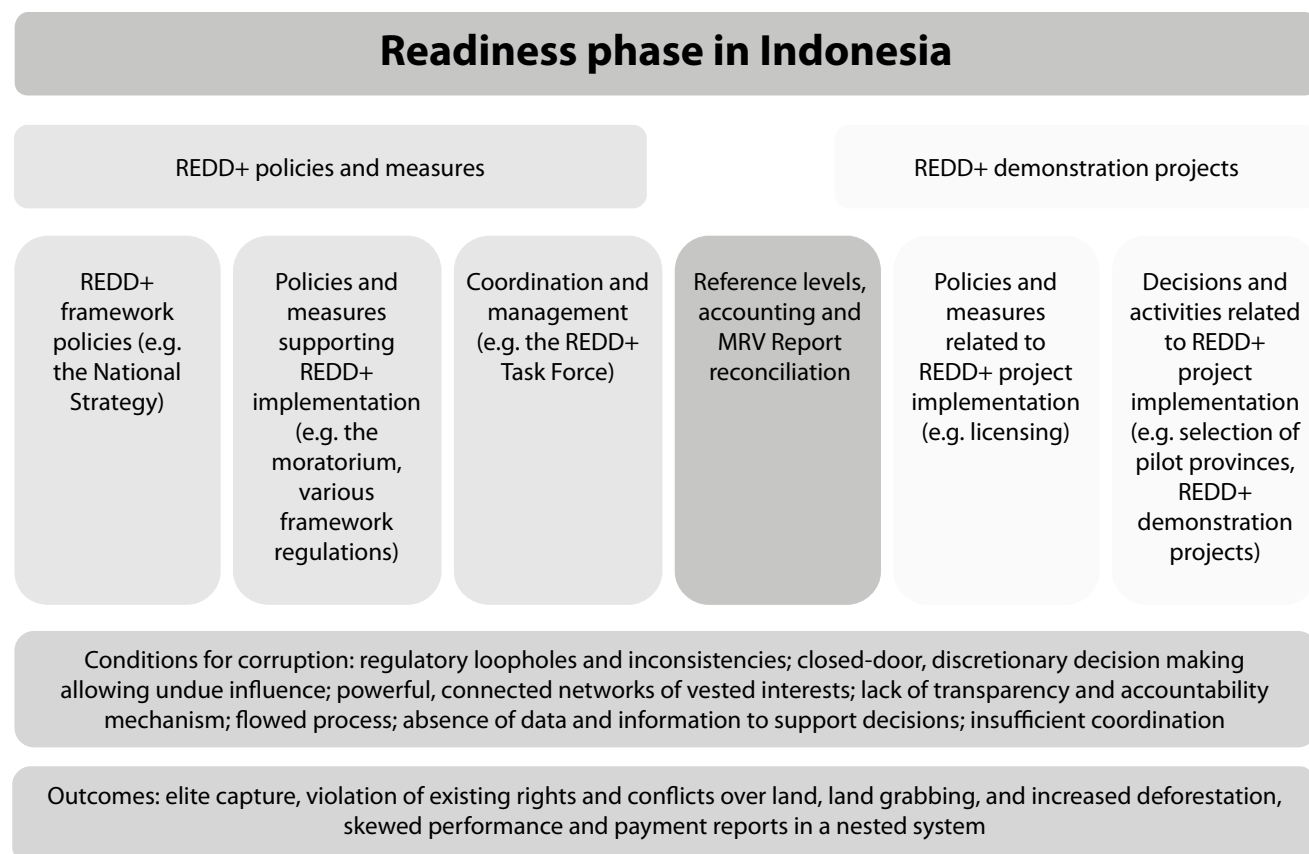 Readiness phase in Indonesia
REDD+ policies and measures
REDD+ demonstration projects
REDD+
framework
policies (e.g.
the National
Strategy)
Policies and
measures
supporting
REDD+
implementation
(e.g. the
moratorium,
various
framework
regulations)
Coordination and
management
(e.g. the REDD+
Task Force)
Reference levels,
accounting and
MRV Report
reconciliation
Policies and
measures
related to
REDD+ project
implementation
(e.g. licensing)
Decisions and
activities related
to REDD+
project
implementation
(e.g. selection of
pilot provinces,
REDD+
demonstration
projects)
Conditions for corruption: regulatory loopholes and inconsistencies; closed-door, discretionary decision making
allowing undue influence; powerful, connected networks of vested interests; lack of transparency and accountability
mechanism; flowed process; absence of data and information to support decisions; insufficient coordination
Outcomes: elite capture, violation of existing rights and conflicts over land, land grabbing, and increased deforestation,
skewed performance and payment reports in a nested system